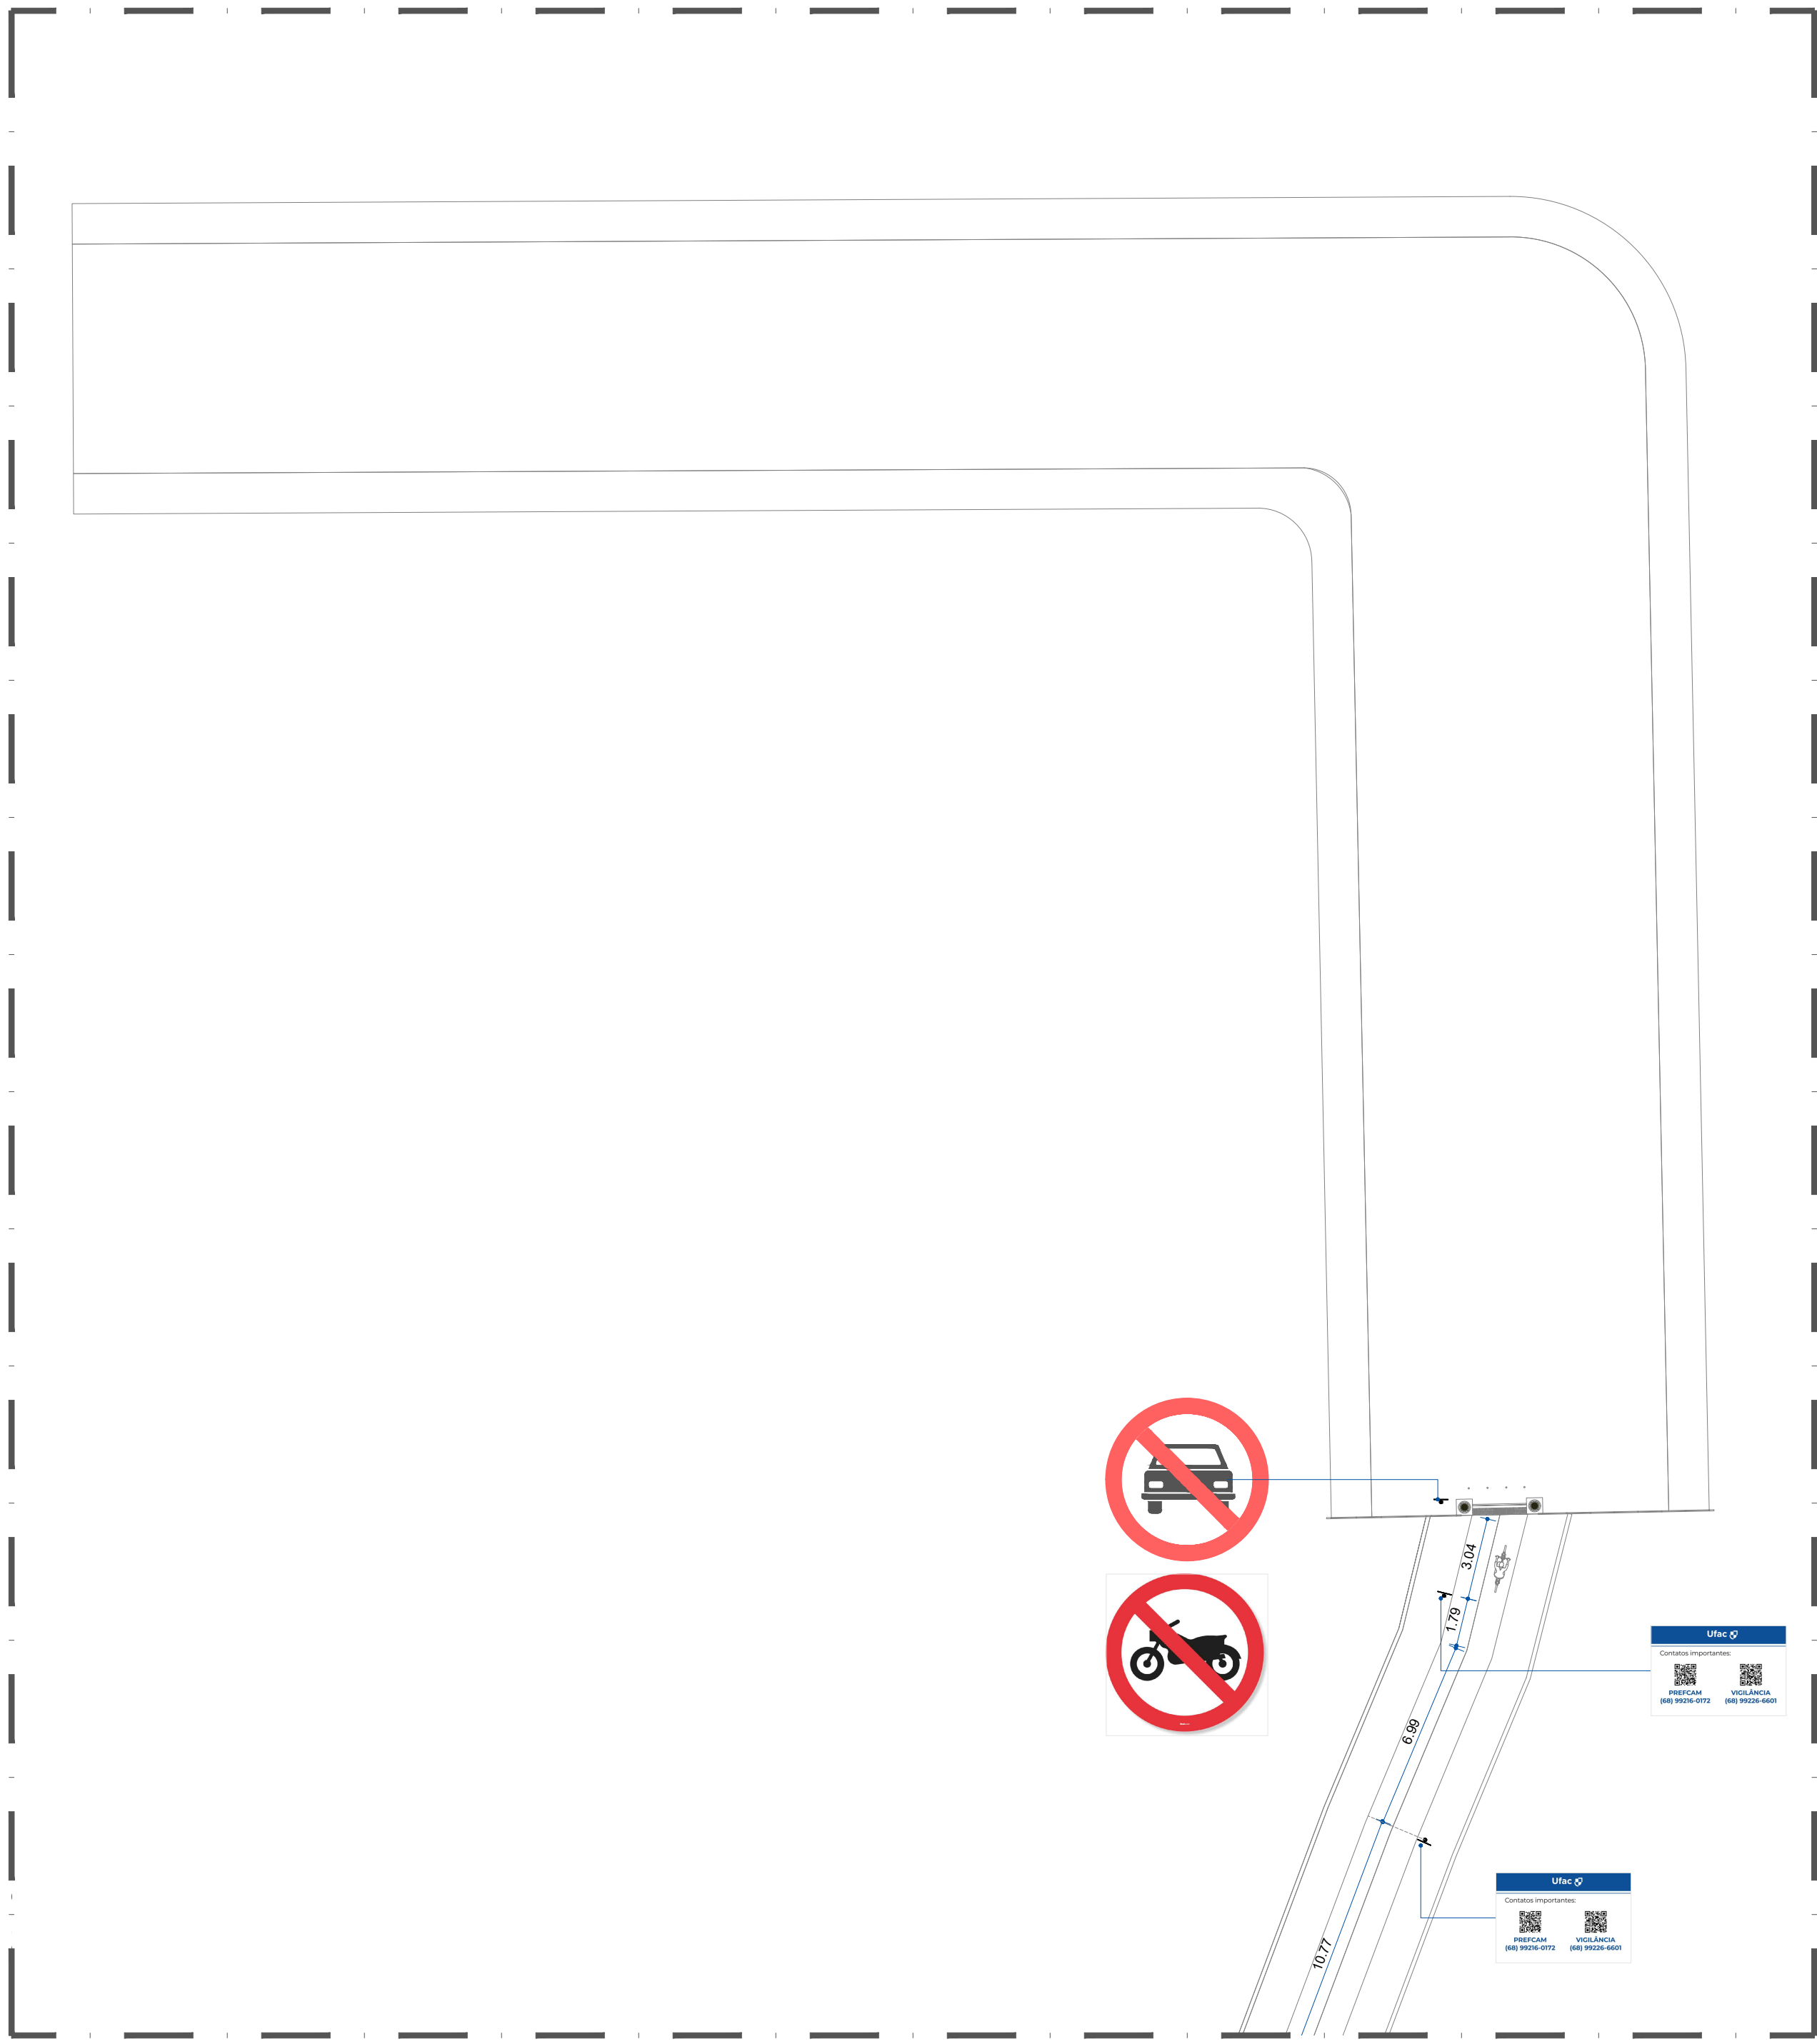 3.04
1.79
Ufac
Contatos importantes:
PREFCAM
(68) 99216-0172
VIGILÂNCIA
(68) 99226-6601
6.99
Ufac
Contatos importantes:
PREFCAM
(68) 99216-0172
VIGILÂNCIA
(68) 99226-6601
10.77